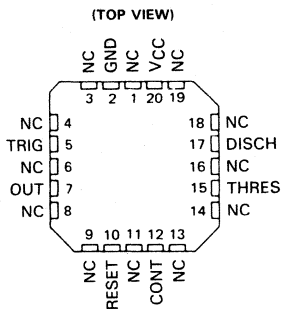 (TOP VIEW)
NC GND NC VCC NC
3 2 1 20 19
NC 4
TRIG 5
NC 6
OUT 7
NC 8
18 NC
17 DISCH
16 NC
15 THRES
14 NC
9 10 11 12 13
NC RESET NC CONT NC